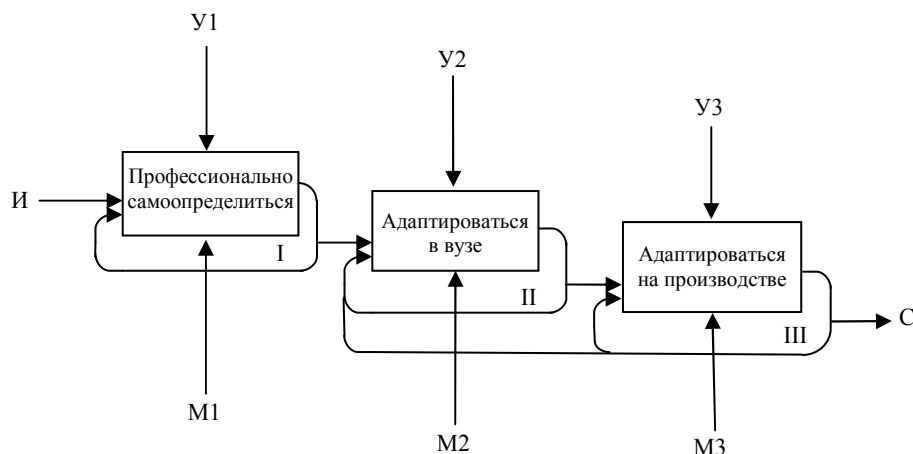 У1
У2
У3
Профессионально
самоопределиться
И
Адаптироваться
в вузе
I
Адаптироваться
на производстве
II
С
III
М1
М2
М3